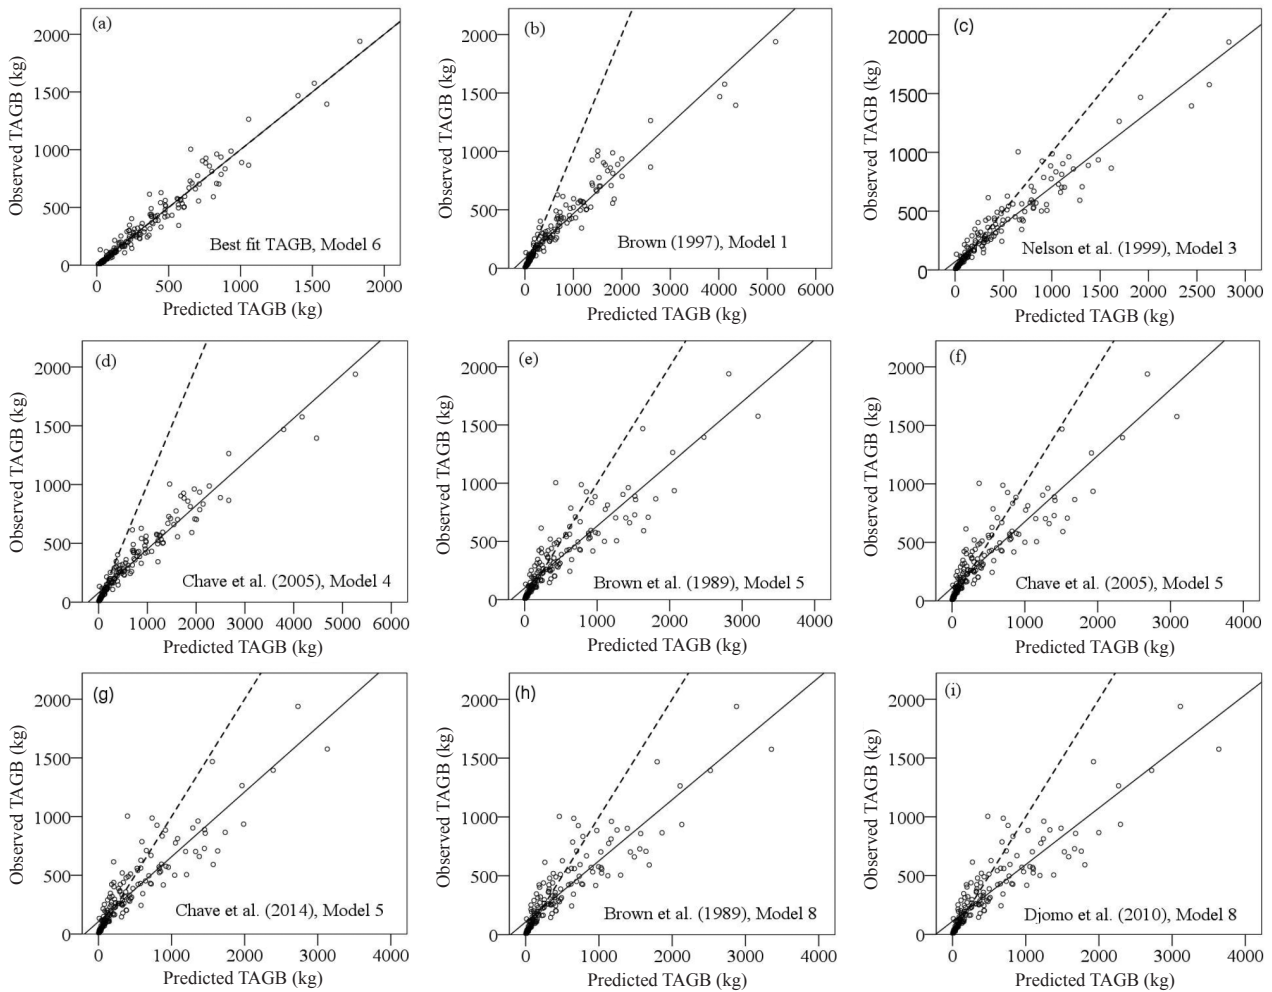 (a)
Observed TAGB (kg)
2000
1500
1000
500
0
Best fit TAGB, Model 6
0 500 1000 1500 2000
Predicted TAGB (kg)
(b)
Observed TAGB (kg)
2000
1500
1000
500
0
Brown (1997), Model 1
0 1000 2000 3000 4000 5000 6000
Predicted TAGB (kg)
(c)
Observed TAGB (kg)
2000
1500
1000
500
0
Nelson et al. (1999), Model 3
0 500 1000 1500 2000 2500 3000
Predicted TAGB (kg)
(d)
Observed TAGB (kg)
2000
1500
1000
500
0
Chave et al. (2005), Model 4
0 1000 2000 3000 4000 5000 6000
Predicted TAGB (kg)
(e)
Observed TAGB (kg)
2000
1500
1000
500
0
Brown et al. (1989), Model 5
0 1000 2000 3000 4000
Predicted TAGB (kg)
(f)
Observed TAGB (kg)
2000
1500
1000
500
0
Chave et al. (2005), Model 5
0 1000 2000 3000 4000
Predicted TAGB (kg)
(g)
Observed TAGB (kg)
2000
1500
1000
500
0
Chave et al. (2014), Model 5
0 1000 2000 3000 4000
Predicted TAGB (kg)
(h)
Observed TAGB (kg)
2000
1500
1000
500
0
Brown et al. (1989), Model 8
0 1000 2000 3000 4000
Predicted TAGB (kg)
(i)
Observed TAGB (kg)
2000
1500
1000
500
0
Djomo et al. (2010), Model 8
0 1000 2000 3000 4000
Predicted TAGB (kg)